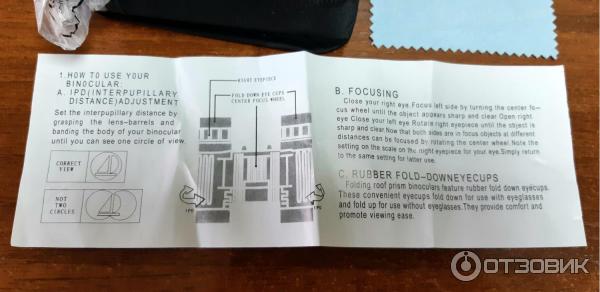 1.HOW TO USE YOUR
BINOCULAR:
A. IPD(INTERPUPILLARY
DISTANCE)ADJUSTMENT
Set the interpupillary distance by
grasping the lens-barrels and
banding the body of your binocular
until you can see one circle of view
CORRECT
VIEW
NOT
TWO
CIRCLES
RIGHT EYEPIECE
FOLD DOWN EYE CUPS
CENTER FOCUS WHEEL
IPD
IPD
B. FOCUSING
Close your right eye.Focus left side by turning the center fo-
cus wheel until the object appears sharp and clear Open right
eye Close your left eye.Rotate right eyepiece until the object is
sharp and clear.Now that both sides are in focus objects at different
distances can be focused by rotating the center wheel.Note the
setting on the scale on the right eyepiece for your eye.Simply return
to the same setting for latter use.
C. RUBBER FOLD-DOWNEYECUPS
Folding roof prism binoculars feature rubber fold down eyecups.
These convenient eyecups fold down for use with eyeglasses
and fold up for use without eyeglasses.They provide comfort and
promote viewing ease.
ОТЗОВИК